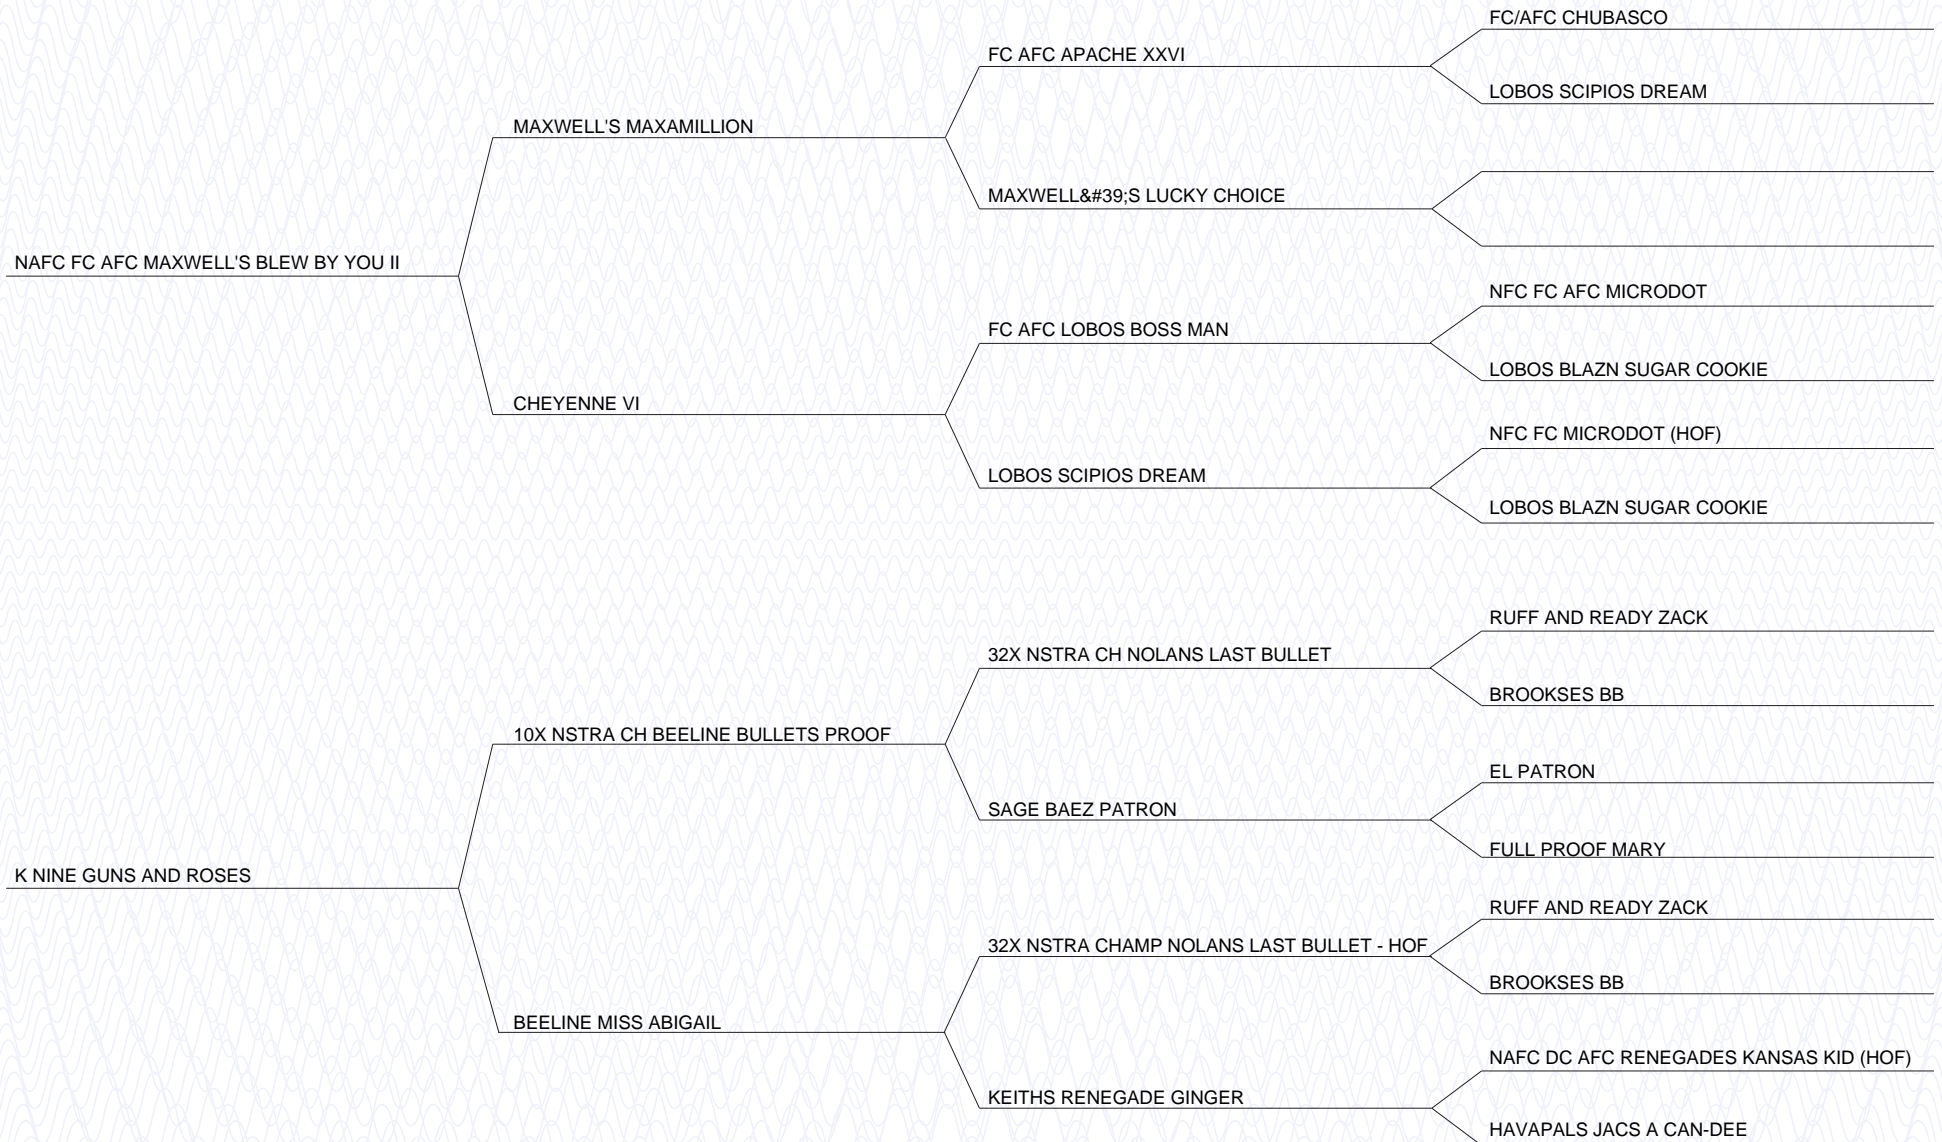 FC/AFC CHUBASCO
FC AFC APACHE XXVI
LOBOS SCIPIOS DREAM
MAXWELL'S MAXAMILLION
MAXWELL&#39;S LUCKY CHOICE
NAFC FC AFC MAXWELL'S BLEW BY YOU II
NFC FC AFC MICRODOT
FC AFC LOBOS BOSS MAN
LOBOS BLAZN SUGAR COOKIE
CHEYENNE VI
NFC FC MICRODOT (HOF)
LOBOS SCIPIOS DREAM
LOBOS BLAZN SUGAR COOKIE
RUFF AND READY ZACK
32X NSTRA CH NOLANS LAST BULLET
BROOKSES BB
10X NSTRA CH BEELINE BULLETS PROOF
EL PATRON
SAGE BAEZ PATRON
FULL PROOF MARY
K NINE GUNS AND ROSES
RUFF AND READY ZACK
32X NSTRA CHAMP NOLANS LAST BULLET - HOF
BROOKSES BB
BEELINE MISS ABIGAIL
NAFC DC AFC RENEGADES KANSAS KID (HOF)
KEITHS RENEGADE GINGER
HAVAPALS JACS A CAN-DEE